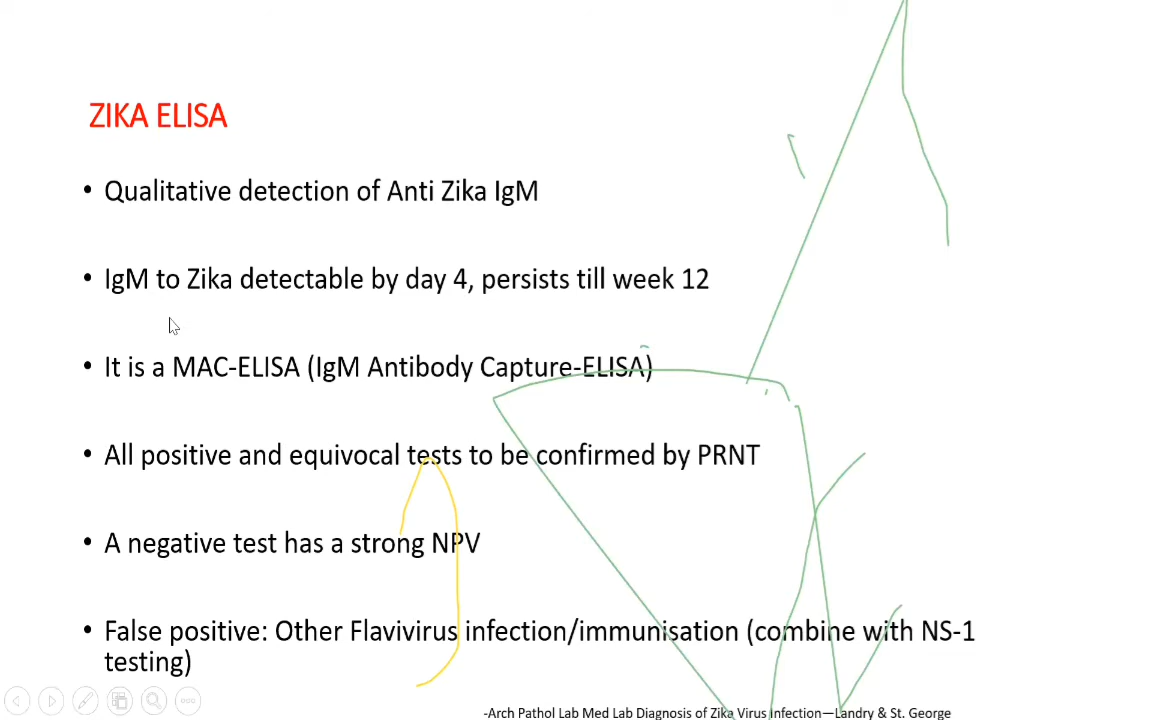 ZIKA ELISA
• Qualitative detection of Anti Zika IgM
• IgM to Zika detectable by day 4, persists till week 12
• It is a MAC-ELISA (IgM Antibody Capture-ELISA)
• All positive and equivocal tests to be confirmed by PRNT
• A negative test has a strong NPV
• False positive: Other Flavivirus infection/immunisation (combine with NS-1
testing)
-Arch Pathol Lab Med Lab Diagnosis of Zika Virus Infection—Landry & St. George